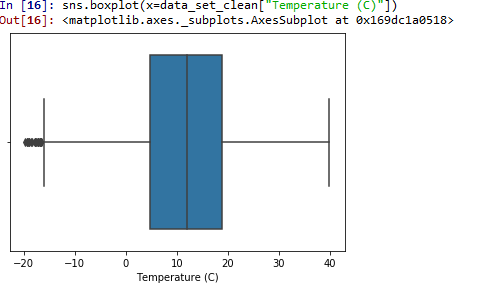 In [16]: sns.boxplot(x=data_set_clean["Temperature (C)"])
Out[16]: <matplotlib.axes._subplots.AxesSubplot at 0x169dc1a0518>
−20 −10 0 10 20 30 40
Temperature (C)